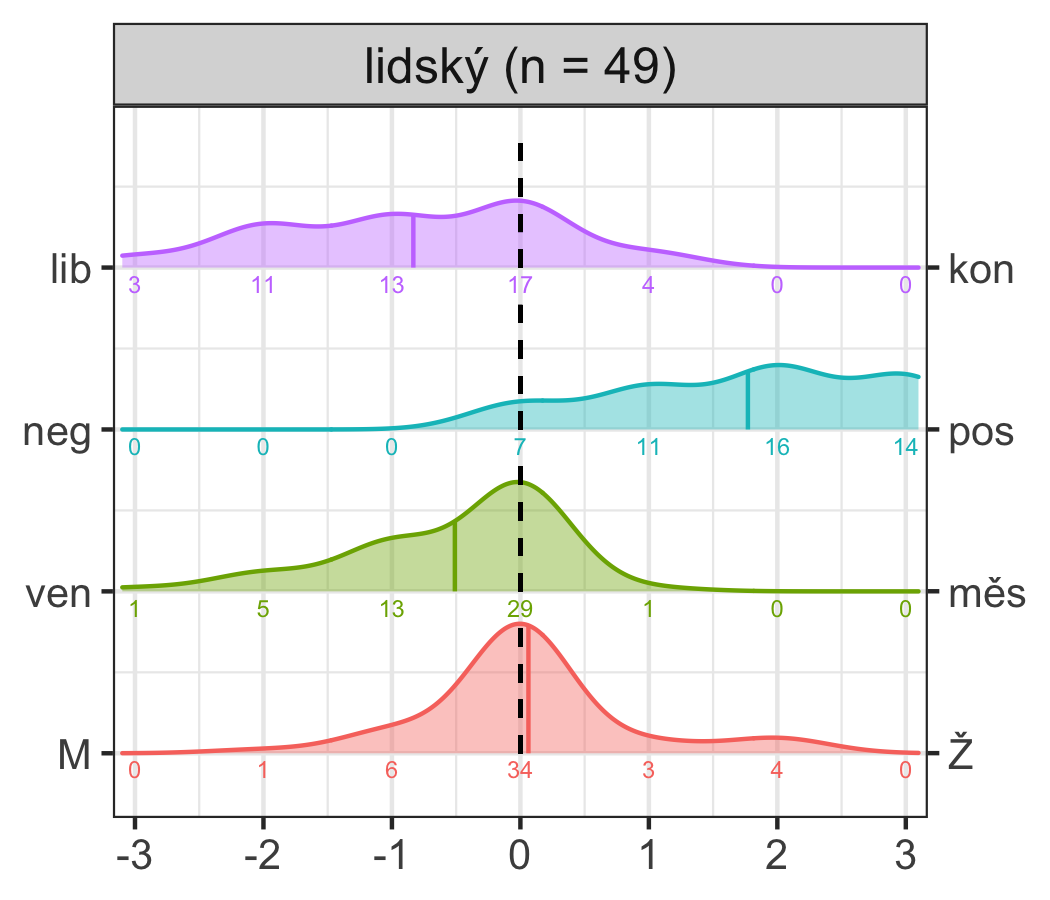 lidský (n = 49)
lib kon
3 11 13 17 4 0 0
neg pos
0 0 0 7 11 16 14
ven měs
1 5 13 29 1 0 0
M Ž
0 1 6 34 3 4 0
-3 -2 -1 0 1 2 3